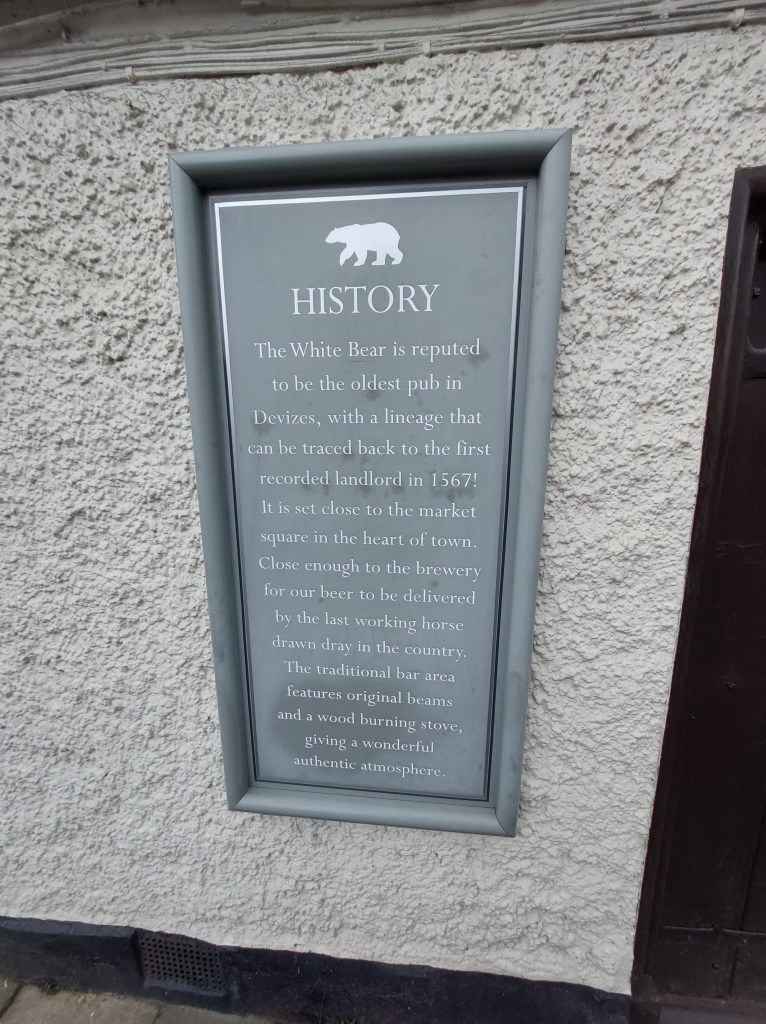 HISTORY
The White Bear is reputed
to be the oldest pub in
Devizes, with a lineage that
can be traced back to the first
recorded landlord in 1567!
It is set close to the market
square in the heart of town.
Close enough to the brewery
for our beer to be delivered
by the last working horse
drawn dray in the country.
The traditional bar area
features original beams
and a wood burning stove,
giving a wonderful
authentic atmosphere.